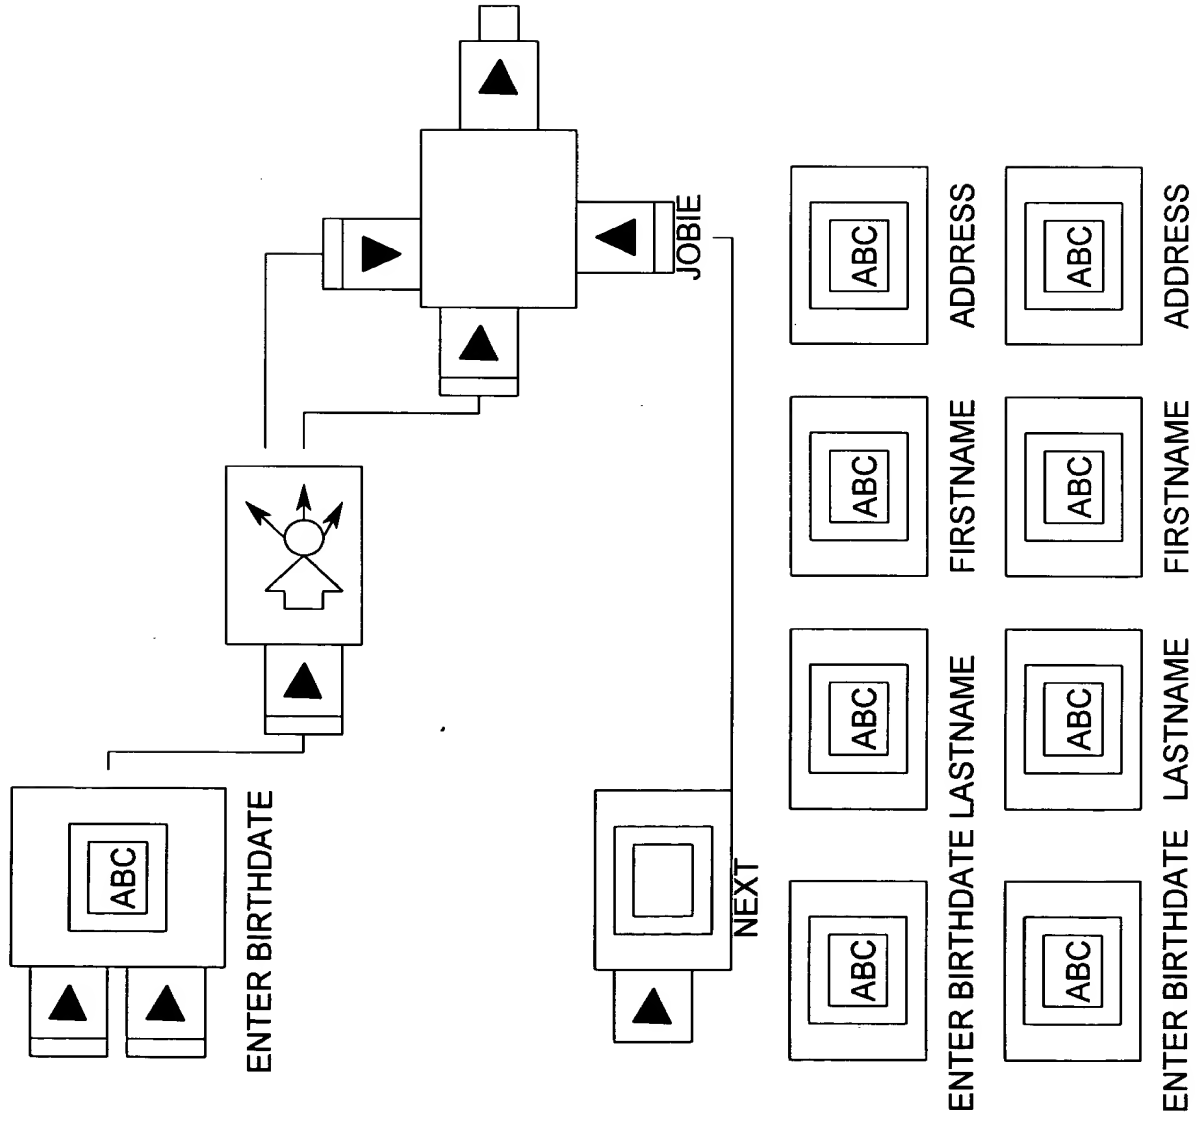 ABC
ENTER BIRTHDATE
JOBIE
NEXT
ABC ABC ABC ABC
ENTER BIRTHDATE LASTNAME FIRSTNAME ADDRESS
ABC ABC ABC ABC
ENTER BIRTHDATE LASTNAME FIRSTNAME ADDRESS